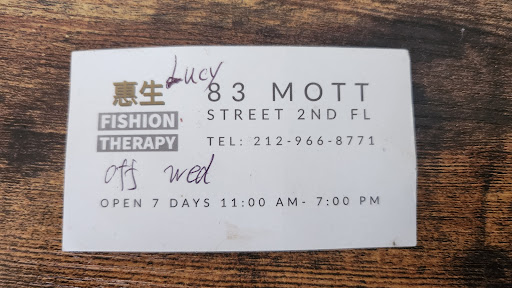 Lucy
惠生
FISHION
THERAPY
83 MOTT
STREET 2ND FL
TEL: 212-966-8771
off wed
OPEN 7 DAYS 11:00 AM- 7:00 PM